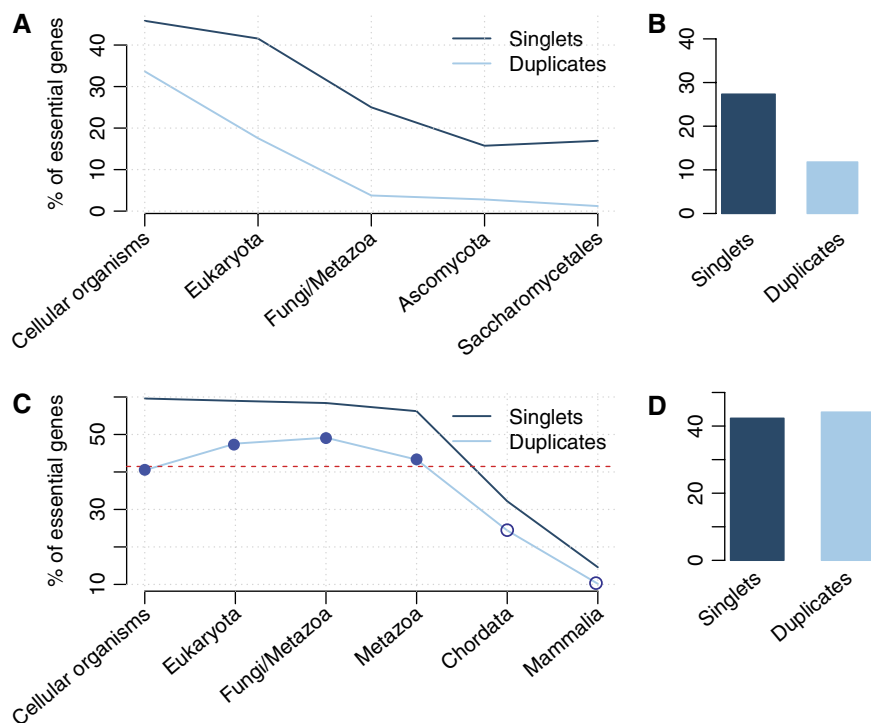 A
% of essential genes
40
30
20
10
0
Singlets
Duplicates
Cellular organisms
Eukaryota
Fungi/Metazoa
Ascomycota
Saccharomycetales
B
40
30
20
10
0
Singlets
Duplicates
C
% of essential genes
50
30
10
Singlets
Duplicates
Cellular organisms
Eukaryota
Fungi/Metazoa
Metazoa
Chordata
Mammalia
D
40
20
0
Singlets
Duplicates